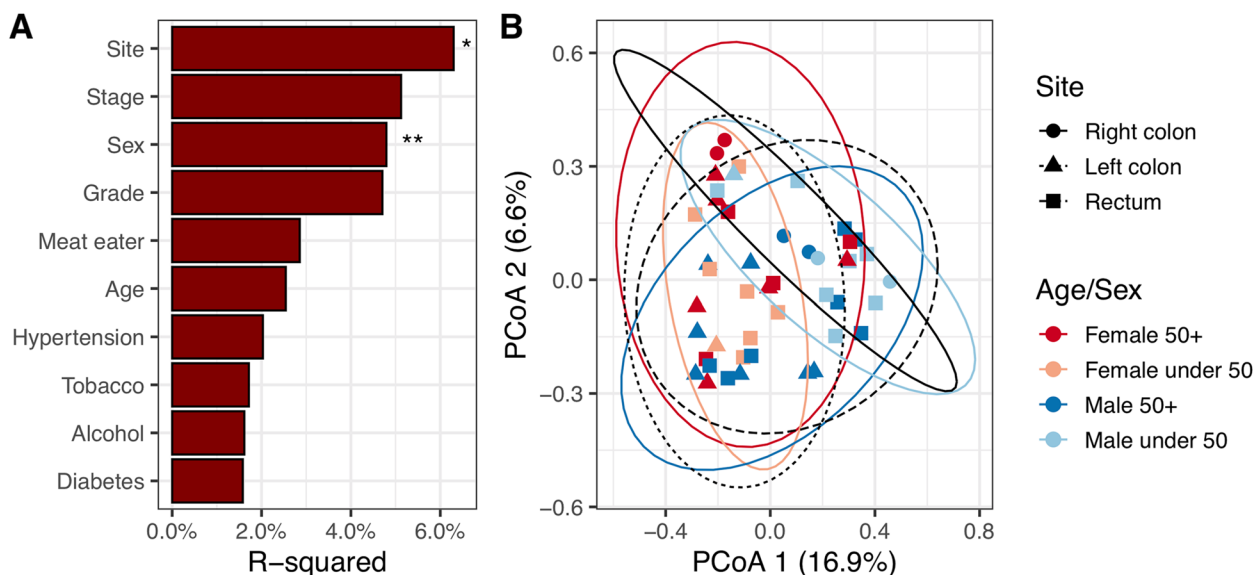 A
Site
*
Stage
Sex
**
Grade
Meat eater
Age
Hypertension
Tobacco
Alcohol
Diabetes
0.0%
2.0%
4.0%
6.0%
R−squared
B
PCoA 2 (6.6%)
0.6
0.3
0.0
−0.3
−0.6
−0.4
0.0
0.4
0.8
PCoA 1 (16.9%)
Site
Right colon
Left colon
Rectum
Age/Sex
Female 50+
Female under 50
Male 50+
Male under 50